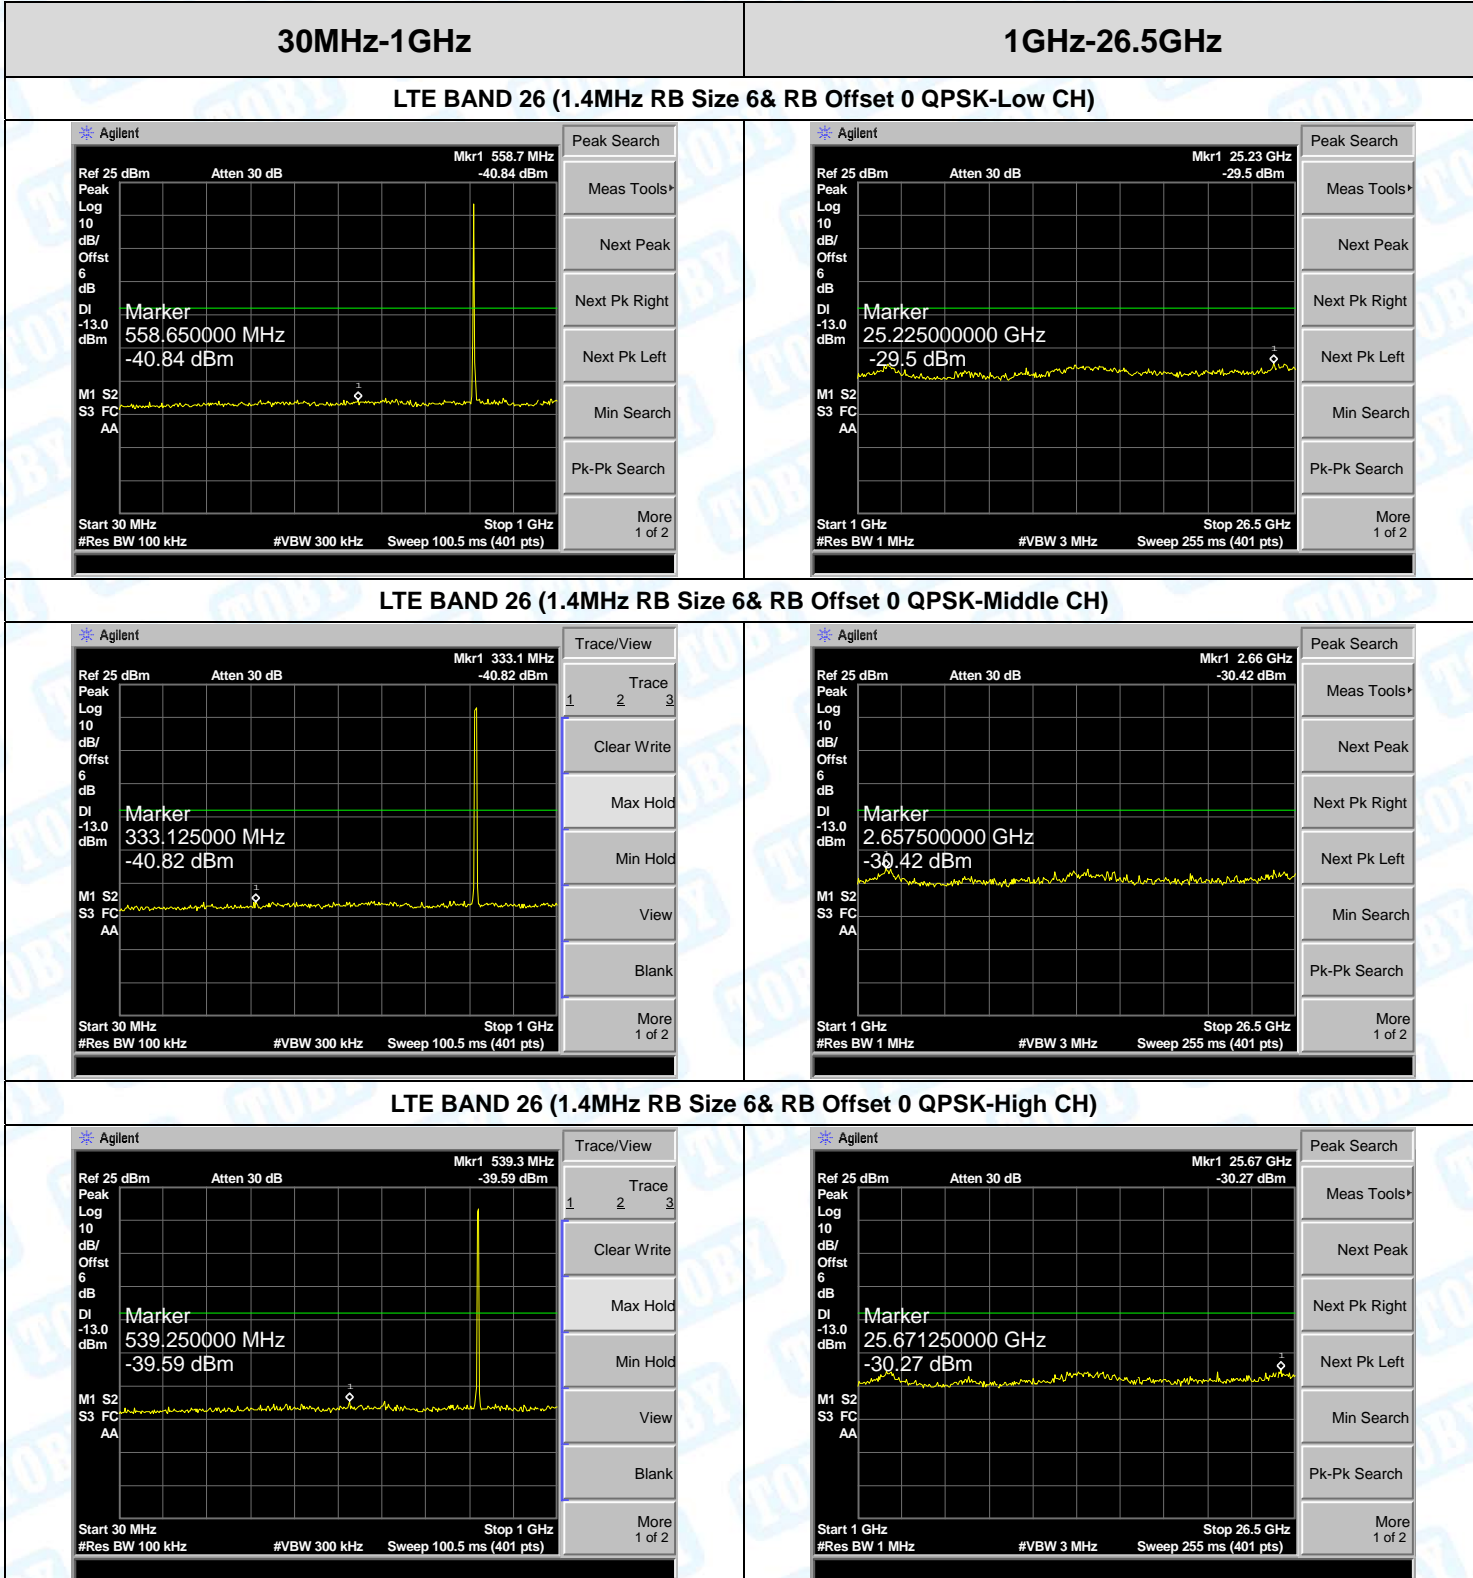 30MHz-1GHz
1GHz-26.5GHz
LTE BAND 26 (1.4MHz RB Size 6& RB Offset 0 QPSK-Low CH)
Agilent
Peak Search
Mkr1 558.7 MHz
Ref 25 dBm Atten 30 dB -40.84 dBm
Peak
Log
10
dB/
Offst
6
dB
DI
-13.0
dBm
Marker
558.650000 MHz
-40.84 dBm
1
M1 S2
S3 FC
AA
Start 30 MHz Stop 1 GHz
#Res BW 100 kHz #VBW 300 kHz Sweep 100.5 ms (401 pts)
Meas Tools
Next Peak
Next Pk Right
Next Pk Left
Min Search
Pk-Pk Search
More
1 of 2
Agilent
Peak Search
Mkr1 25.23 GHz
Ref 25 dBm Atten 30 dB -29.5 dBm
Peak
Log
10
dB/
Offst
6
dB
DI
-13.0
dBm
Marker
25.225000000 GHz
-29.5 dBm
1
M1 S2
S3 FC
AA
Start 1 GHz Stop 26.5 GHz
#Res BW 1 MHz #VBW 3 MHz Sweep 255 ms (401 pts)
Meas Tools
Next Peak
Next Pk Right
Next Pk Left
Min Search
Pk-Pk Search
More
1 of 2
LTE BAND 26 (1.4MHz RB Size 6& RB Offset 0 QPSK-Middle CH)
Agilent
Trace/View
Mkr1 333.1 MHz
Ref 25 dBm Atten 30 dB -40.82 dBm
Peak
Log
10
dB/
Offst
6
dB
DI
-13.0
dBm
Marker
333.125000 MHz
-40.82 dBm
1
M1 S2
S3 FC
AA
Start 30 MHz Stop 1 GHz
#Res BW 100 kHz #VBW 300 kHz Sweep 100.5 ms (401 pts)
Trace
1 2 3
Clear Write
Max Hold
Min Hold
View
Blank
More
1 of 2
Agilent
Peak Search
Mkr1 2.66 GHz
Ref 25 dBm Atten 30 dB -30.42 dBm
Peak
Log
10
dB/
Offst
6
dB
DI
-13.0
dBm
Marker
2.657500000 GHz
-30.42 dBm
M1 S2
S3 FC
AA
Start 1 GHz Stop 26.5 GHz
#Res BW 1 MHz #VBW 3 MHz Sweep 255 ms (401 pts)
Meas Tools
Next Peak
Next Pk Right
Next Pk Left
Min Search
Pk-Pk Search
More
1 of 2
LTE BAND 26 (1.4MHz RB Size 6& RB Offset 0 QPSK-High CH)
Agilent
Trace/View
Mkr1 539.3 MHz
Ref 25 dBm Atten 30 dB -39.59 dBm
Peak
Log
10
dB/
Offst
6
dB
DI
-13.0
dBm
Marker
539.250000 MHz
-39.59 dBm
1
M1 S2
S3 FC
AA
Start 30 MHz Stop 1 GHz
#Res BW 100 kHz #VBW 300 kHz Sweep 100.5 ms (401 pts)
Trace
1 2 3
Clear Write
Max Hold
Min Hold
View
Blank
More
1 of 2
Agilent
Peak Search
Mkr1 25.67 GHz
Ref 25 dBm Atten 30 dB -30.27 dBm
Peak
Log
10
dB/
Offst
6
dB
DI
-13.0
dBm
Marker
25.671250000 GHz
-30.27 dBm
1
M1 S2
S3 FC
AA
Start 1 GHz Stop 26.5 GHz
#Res BW 1 MHz #VBW 3 MHz Sweep 255 ms (401 pts)
Meas Tools
Next Peak
Next Pk Right
Next Pk Left
Min Search
Pk-Pk Search
More
1 of 2
TOBY